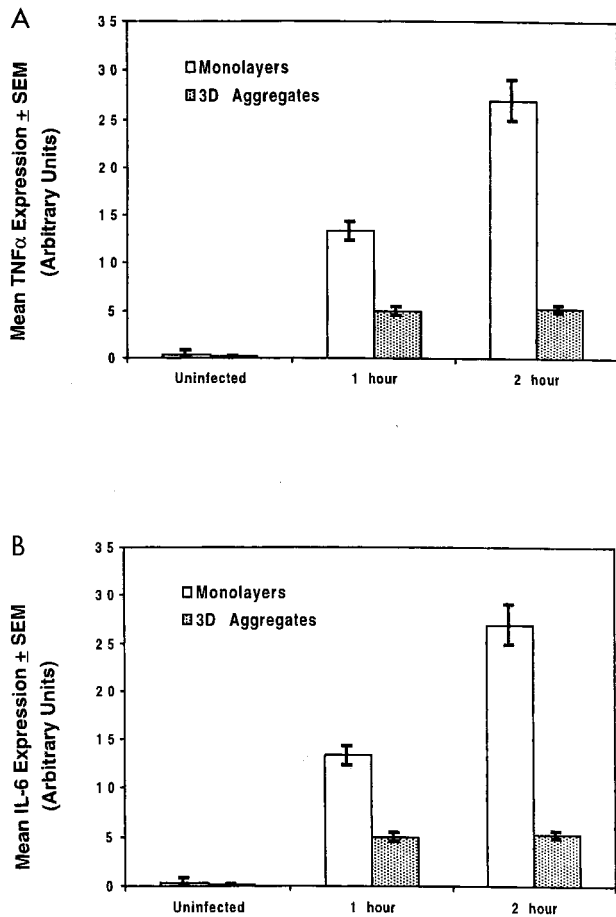 A
Mean TNFα Expression ± SEM
(Arbitrary Units)
35
30
25
20
15
10
5
0
Monolayers
3D Aggregates
Uninfected
1 hour
2 hour
B
Mean IL-6 Expression ± SEM
(Arbitrary Units)
35
30
25
20
15
10
5
0
Monolayers
3D Aggregates
Uninfected
1 hour
2 hour